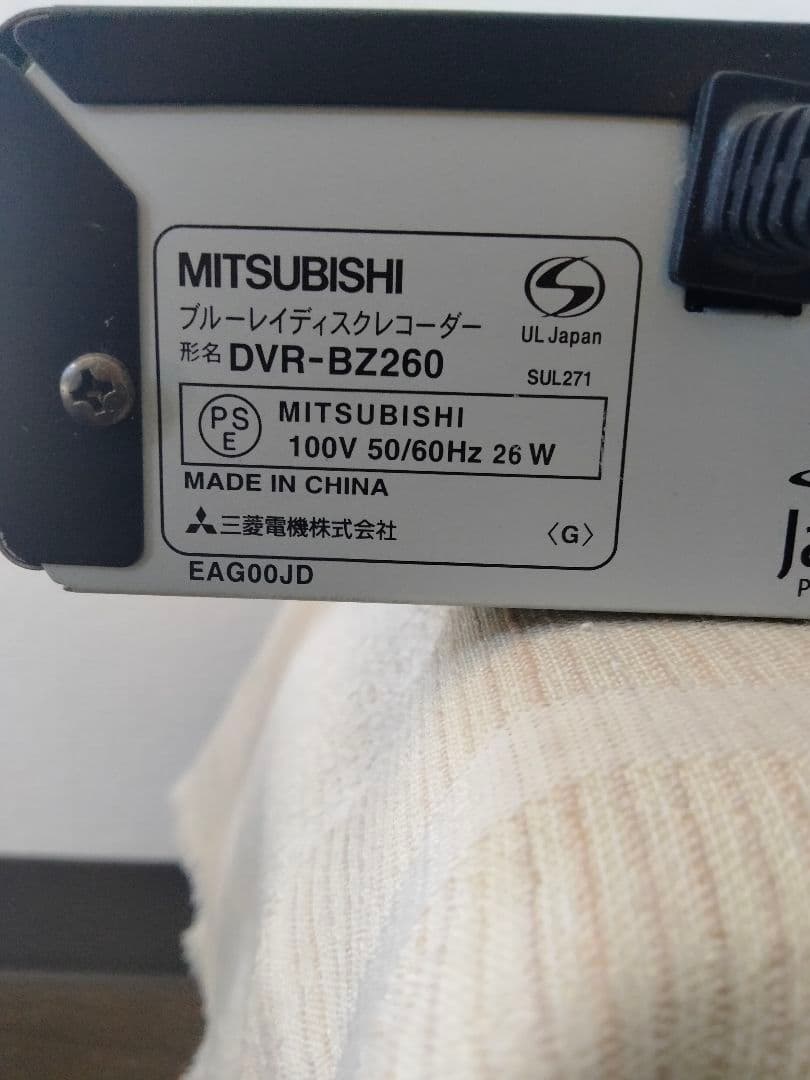 MITSUBISHI
ブルーレイディスクレコーダー
形名 DVR-BZ260
UL Japan
SUL271
PS
E
MITSUBISHI
100V 50/60Hz 26W
MADE IN CHINA
三菱電機株式会社
〈G〉
EAG00JD